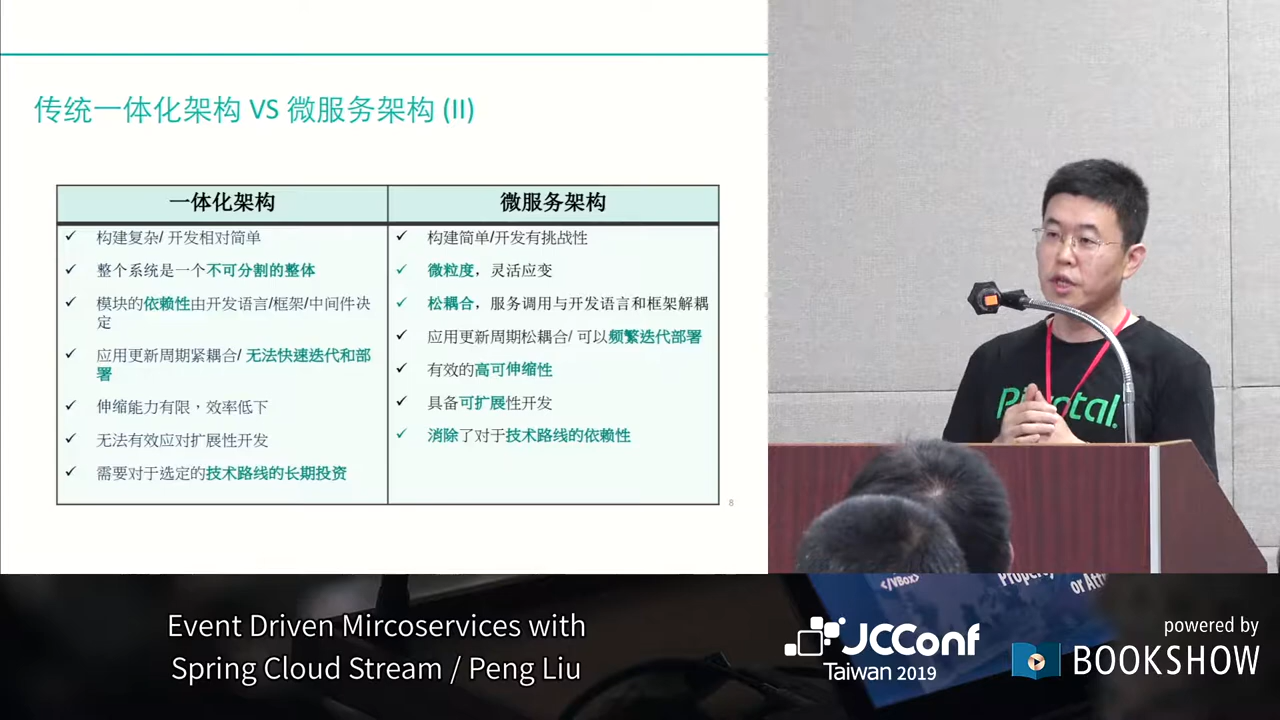 传统一体化架构 VS 微服务架构 (II)
一体化架构
构建复杂/ 开发相对简单
整个系统是一个不可分割的整体
模块的依赖性由开发语言/框架/中间件决
定
应用更新周期紧耦合/ 无法快速迭代和部
署
伸缩能力有限，效率低下
无法有效应对扩展性开发
需要对于选定的技术路线的长期投资
微服务架构
构建简单/开发有挑战性
微粒度，灵活应变
松耦合，服务调用与开发语言和框架解耦
应用更新周期松耦合/ 可以频繁迭代部署
有效的高可伸缩性
具备可扩展性开发
消除了对于技术路线的依赖性
8
Pivotal
</VBox>
or
Event Driven Mircoservices with
Spring Cloud Stream / Peng Liu
JCConf
Taiwan 2019
powered by
BOOKSHOW